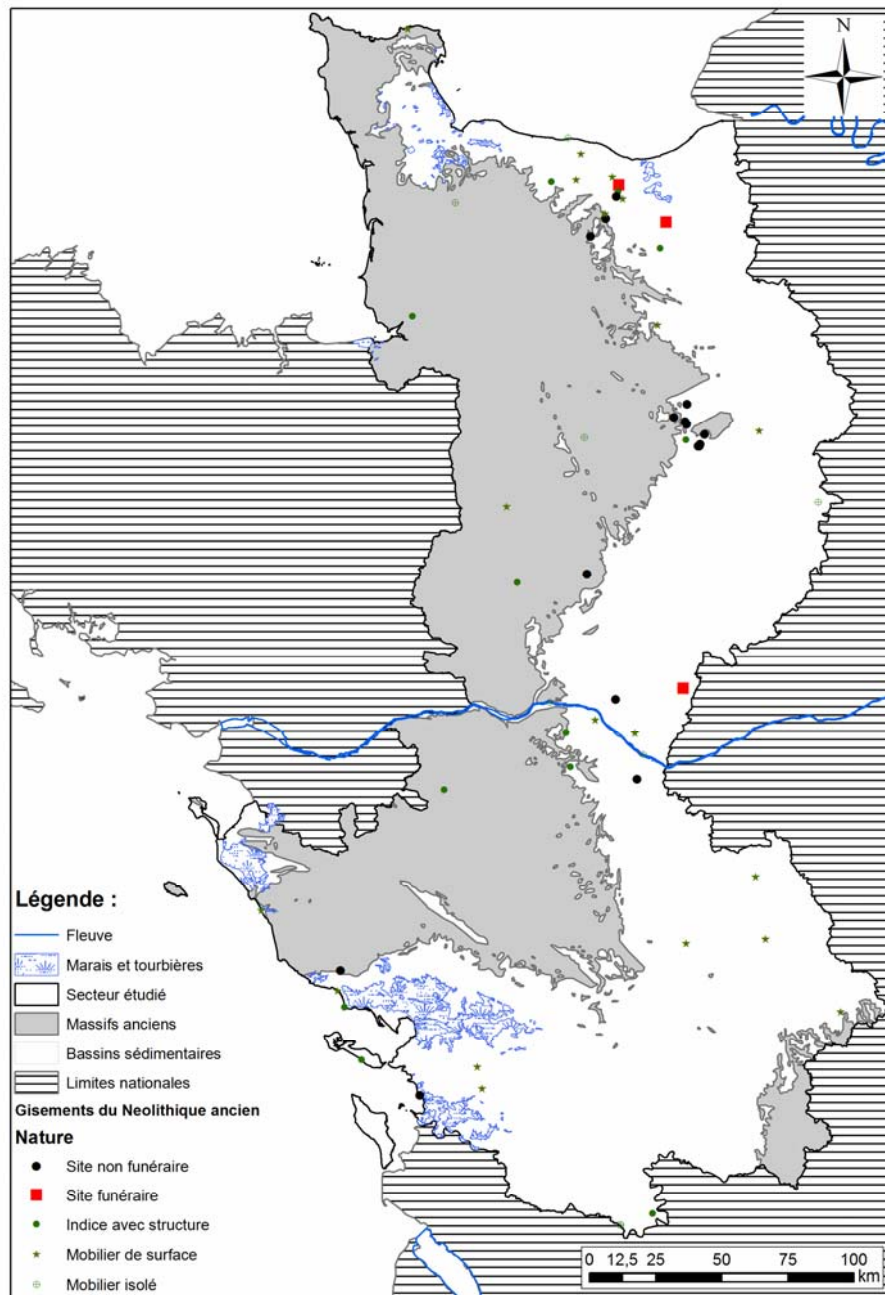 N
Légende :
Fleuve
Marais et tourbières
Secteur étudié
Massifs anciens
Bassins sédimentaires
Limites nationales
Gisements du Neolithique ancien
Nature
Site non funéraire
Site funéraire
Indice avec structure
Mobilier de surface
Mobilier isolé
0 12,5 25 50 75 100
km